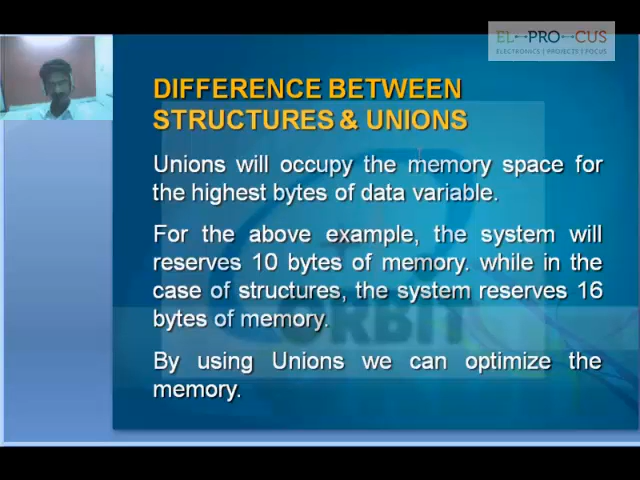 EL--PRO--CUS
ELECTRONICS | PROJECTS | FOCUS
DIFFERENCE BETWEEN
STRUCTURES & UNIONS
Unions will occupy the memory space for
the highest bytes of data variable.
For the above example, the system will
reserves 10 bytes of memory. while in the
case of structures, the system reserves 16
bytes of memory.
ORBIT
By using Unions we can optimize the
memory.